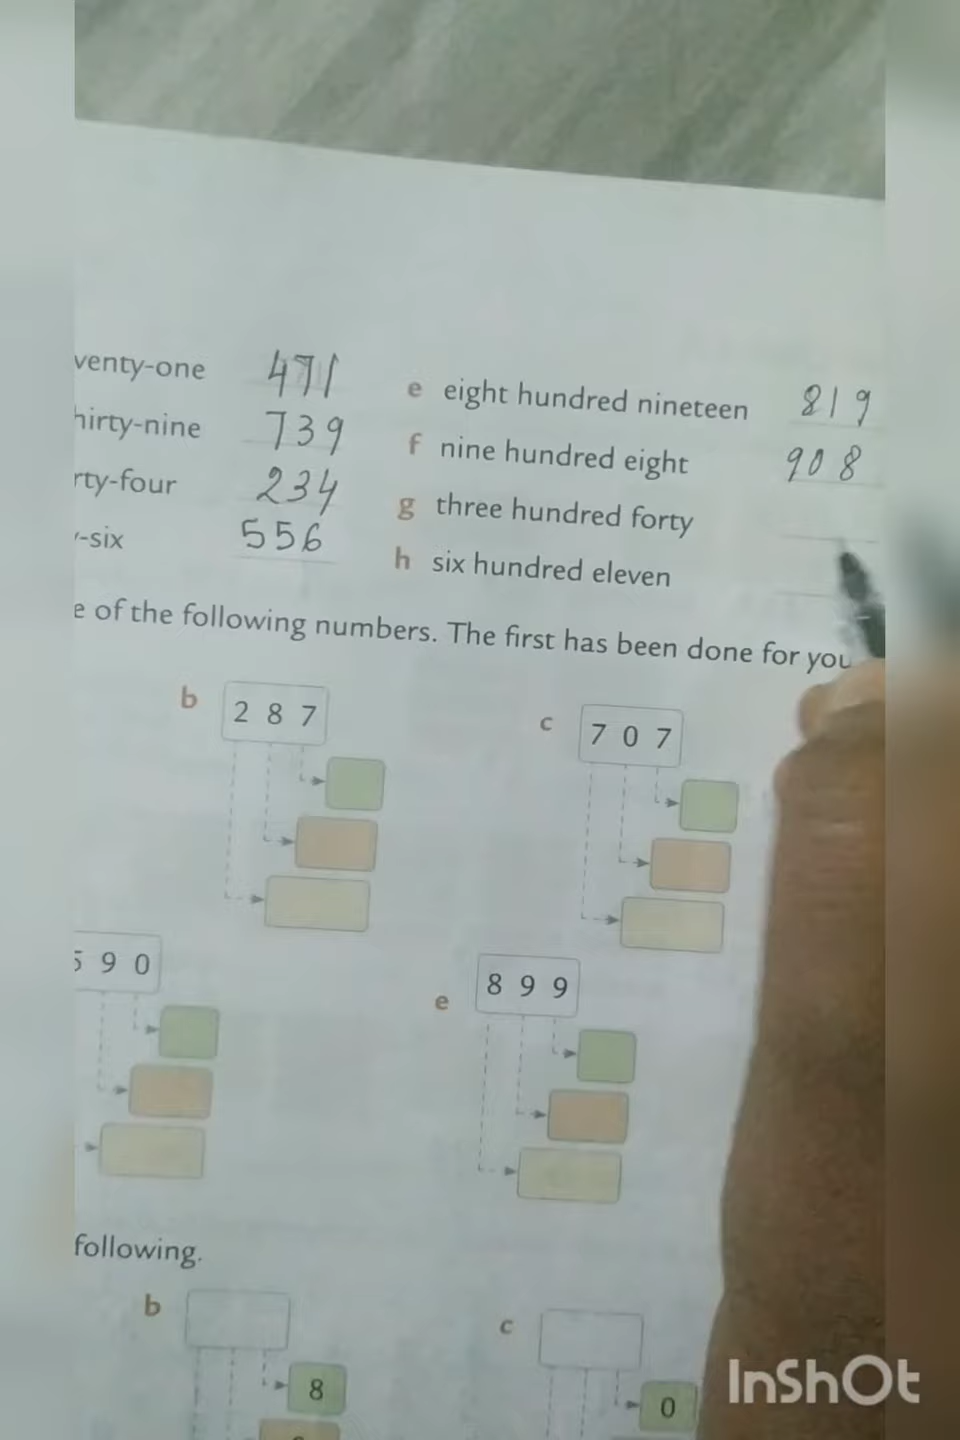 venty-one 471
hirty-nine 739
rty-four 234
-six 556
e eight hundred nineteen 819
f nine hundred eight 908
g three hundred forty
h six hundred eleven
e of the following numbers. The first has been done for you
b 2 8 7
c 7 0 7
5 9 0
e 8 9 9
following.
b
c
8
0
InShOt